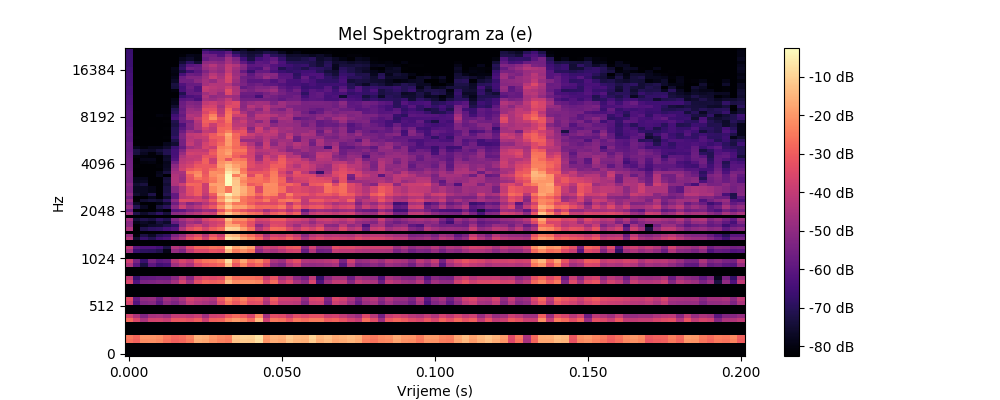 Mel Spektrogram za (e)
16384
8192
4096
2048
1024
512
0
Hz
0.000 0.050 0.100 0.150 0.200
Vrijeme (s)
-10 dB
-20 dB
-30 dB
-40 dB
-50 dB
-60 dB
-70 dB
-80 dB